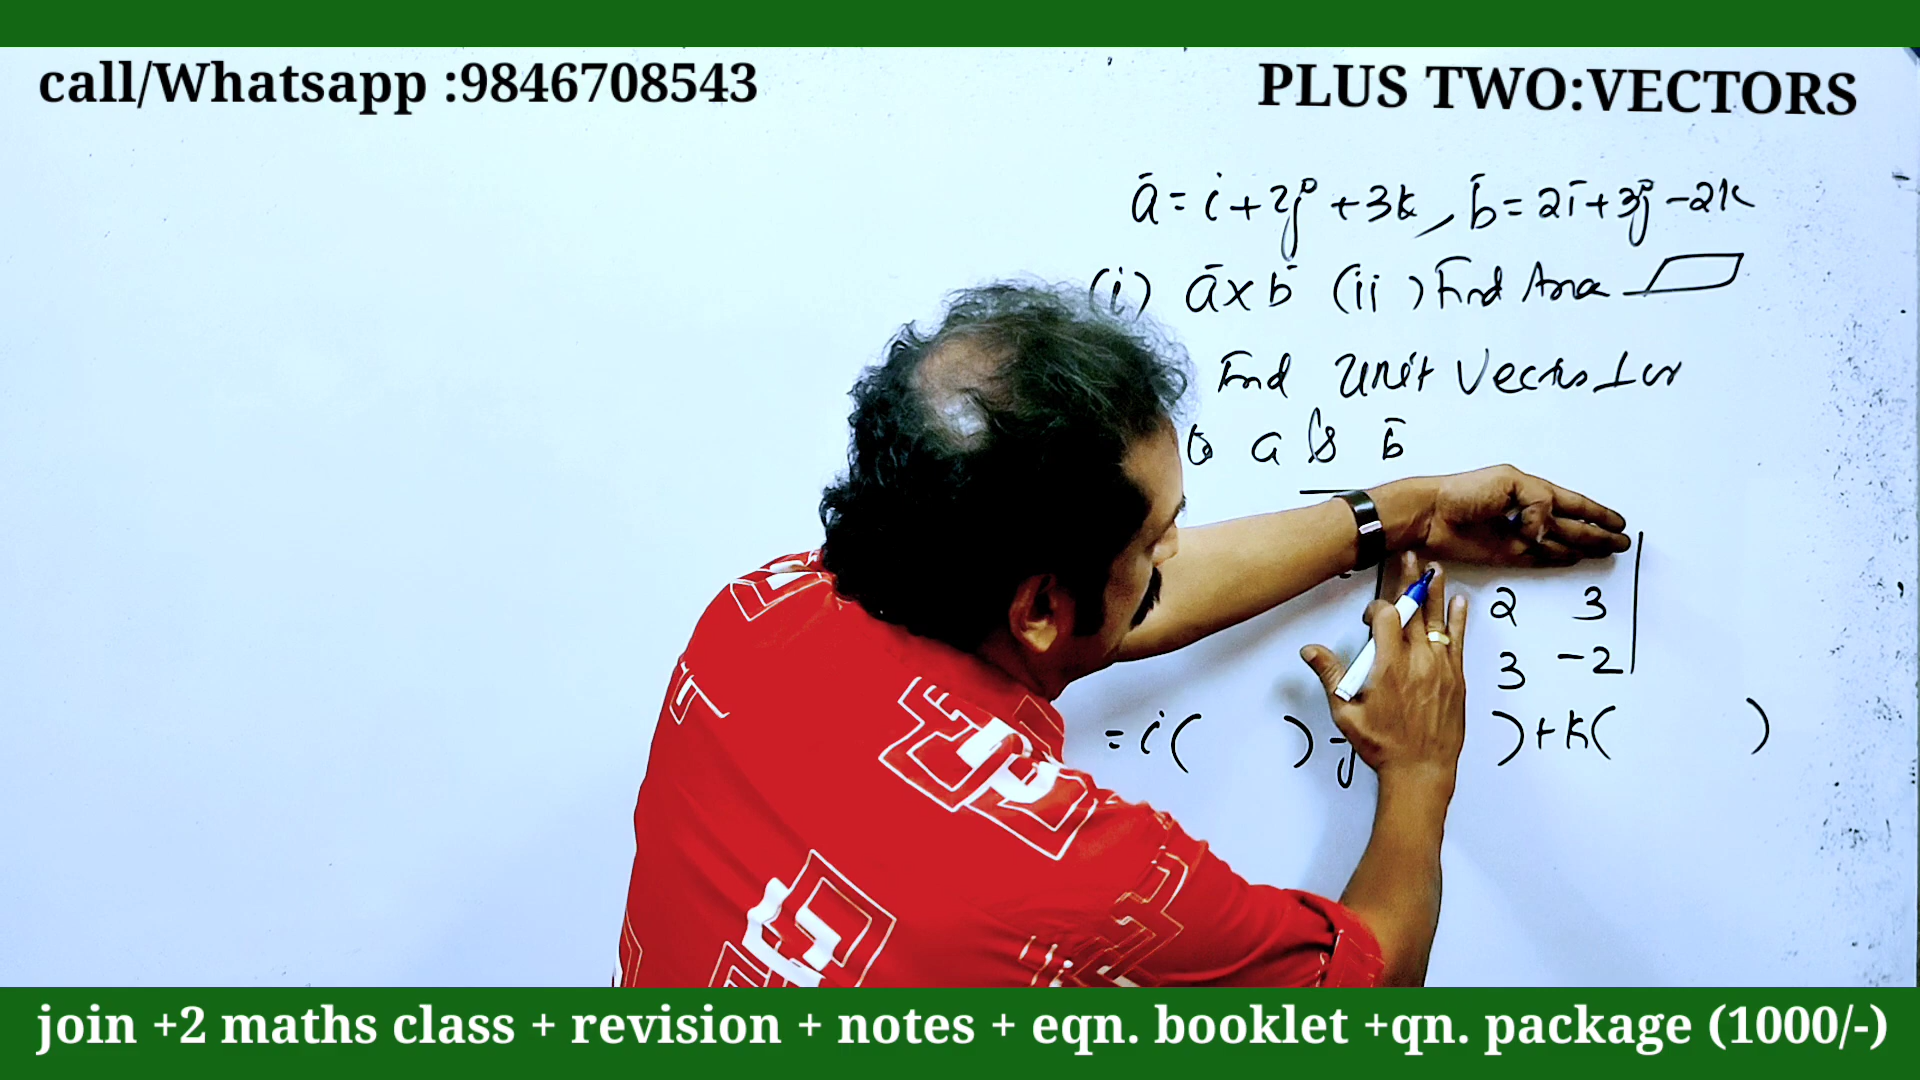 call/Whatsapp :9846708543
PLUS TWO:VECTORS
ā = i + 2j + 3k, b̄ = 2i + 3j - 2k
(i) ā x b̄ (ii) Find Area
Find Unit Vector ⊥ar
to a & b̄
2 3
3 -2
= i( ) - j ) + k( )
join +2 maths class + revision + notes + eqn. booklet +qn. package (1000/-)